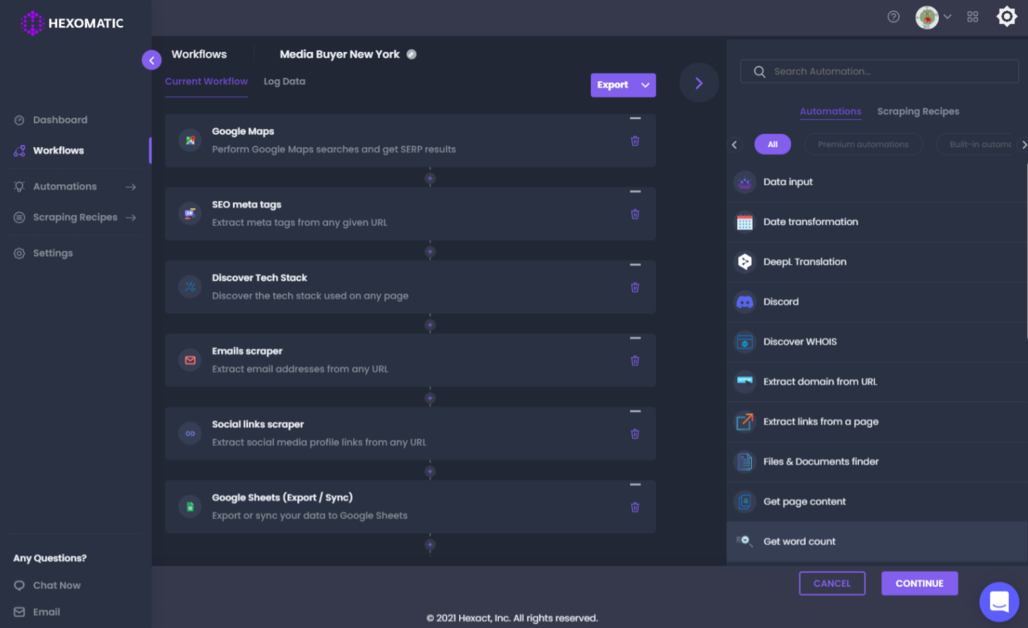 HEXOMATIC
Dashboard
Workflows
Automations
Scraping Recipes
Settings
Any Questions?
Chat Now
Email
Workflows
Media Buyer New York
Current Workflow
Log Data
Export
Google Maps
Perform Google Maps searches and get SERP results
SEO meta tags
Extract meta tags from any given URL
Discover Tech Stack
Discover the tech stack used on any page
Emails scraper
Extract email addresses from any URL
Social links scraper
Extract social media profile links from any URL
Google Sheets (Export / Sync)
Export or sync your data to Google Sheets
Search Automation...
Automations
Scraping Recipes
All
Premium automations
Built-in automa
Data input
Date transformation
DeepL Translation
Discord
Discover WHOIS
Extract domain from URL
Extract links from a page
Files & Documents finder
Get page content
Get word count
CANCEL
CONTINUE
© 2021 Hexact, Inc. All rights reserved.